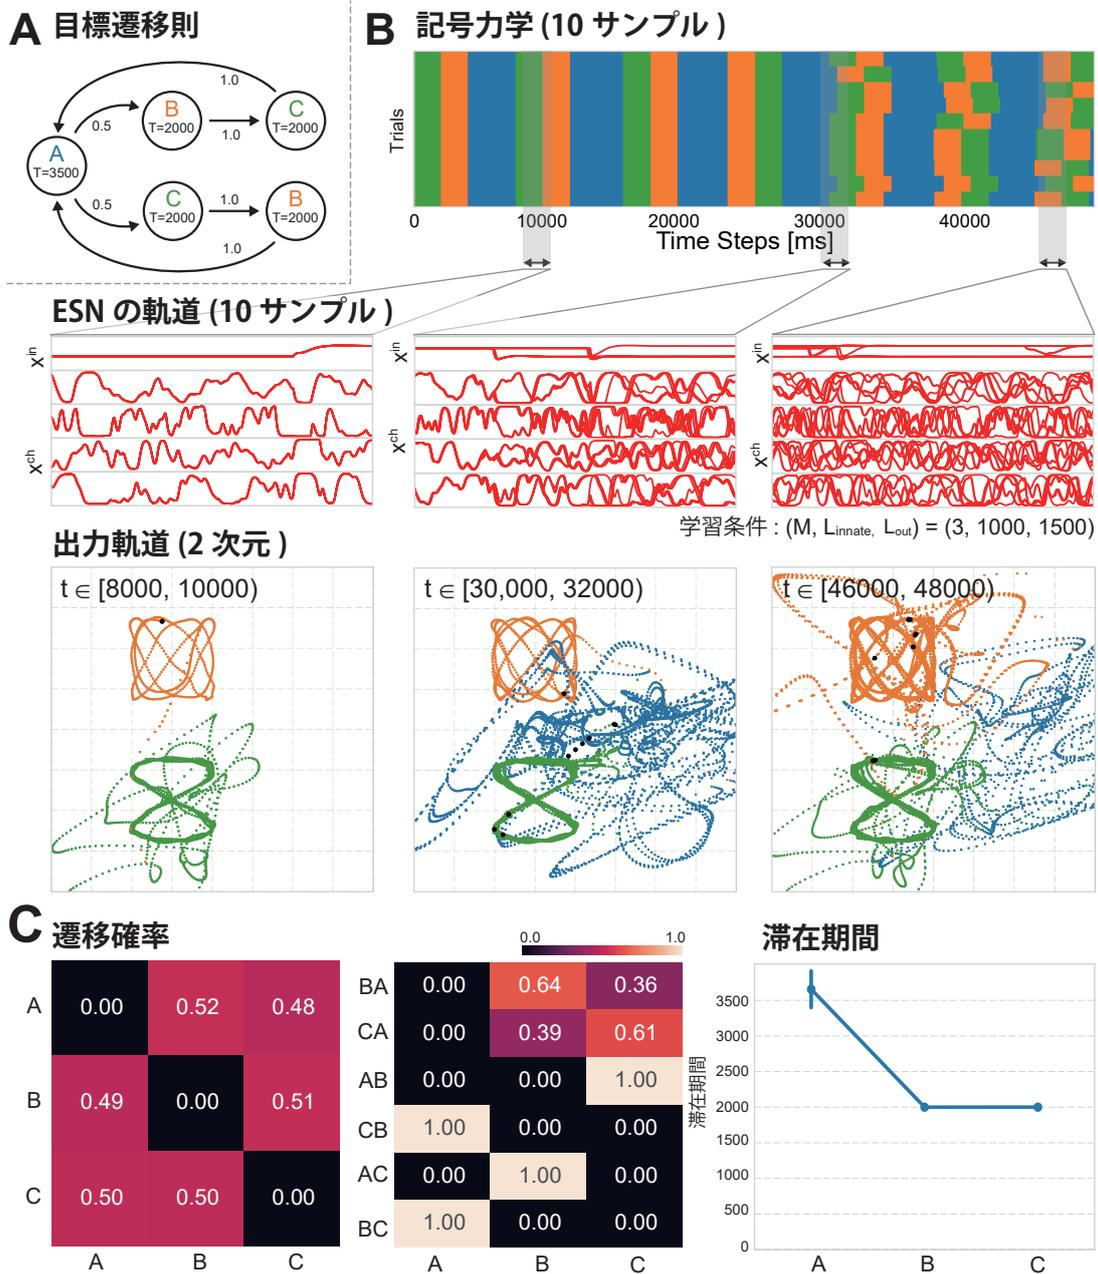 A 目標遷移則
1.0
B
T=2000
C
T=2000
0.5
1.0
A
T=3500
C
T=2000
B
T=2000
0.5
1.0
1.0
B 記号力学 (10 サンプル )
Trials
0 10000 20000 30000 40000
Time Steps [ms]
ESN の軌道 (10 サンプル )
x^in
x^ch
x^in
x^ch
x^in
x^ch
学習条件 : (M, L_innate, L_out) = (3, 1000, 1500)
出力軌道 (2 次元 )
t ∈ [8000, 10000)
t ∈ [30,000, 32000)
t ∈ [46000, 48000)
C 遷移確率
A 0.00 0.52 0.48
B 0.49 0.00 0.51
C 0.50 0.50 0.00
A B C
0.0 1.0
BA 0.00 0.64 0.36
CA 0.00 0.39 0.61
AB 0.00 0.00 1.00
CB 1.00 0.00 0.00
AC 0.00 1.00 0.00
BC 1.00 0.00 0.00
A B C
滞在期間
滞在期間
3500
3000
2500
2000
1500
1000
500
0
A B C